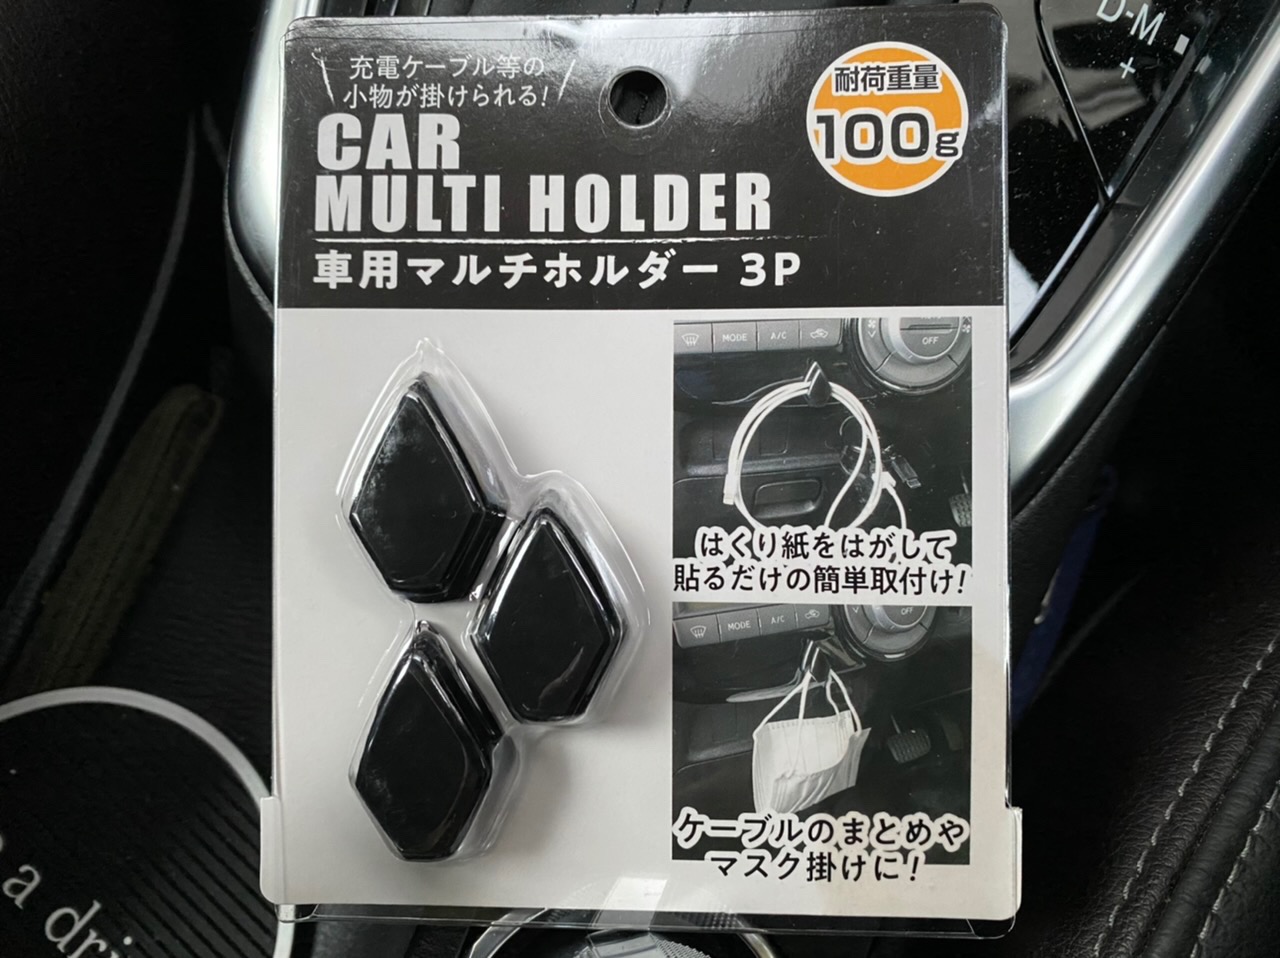 充電ケーブル等の
小物が掛けられる!
CAR
MULTI HOLDER
車用マルチホルダー 3P
耐荷重量
100g
D-M
+
MODE
A/C
OFF
はくり紙をはがして
貼るだけの簡単取付け!
MODE
A/C
OFF
ケーブルのまとめや
マスク掛けに!
a dri